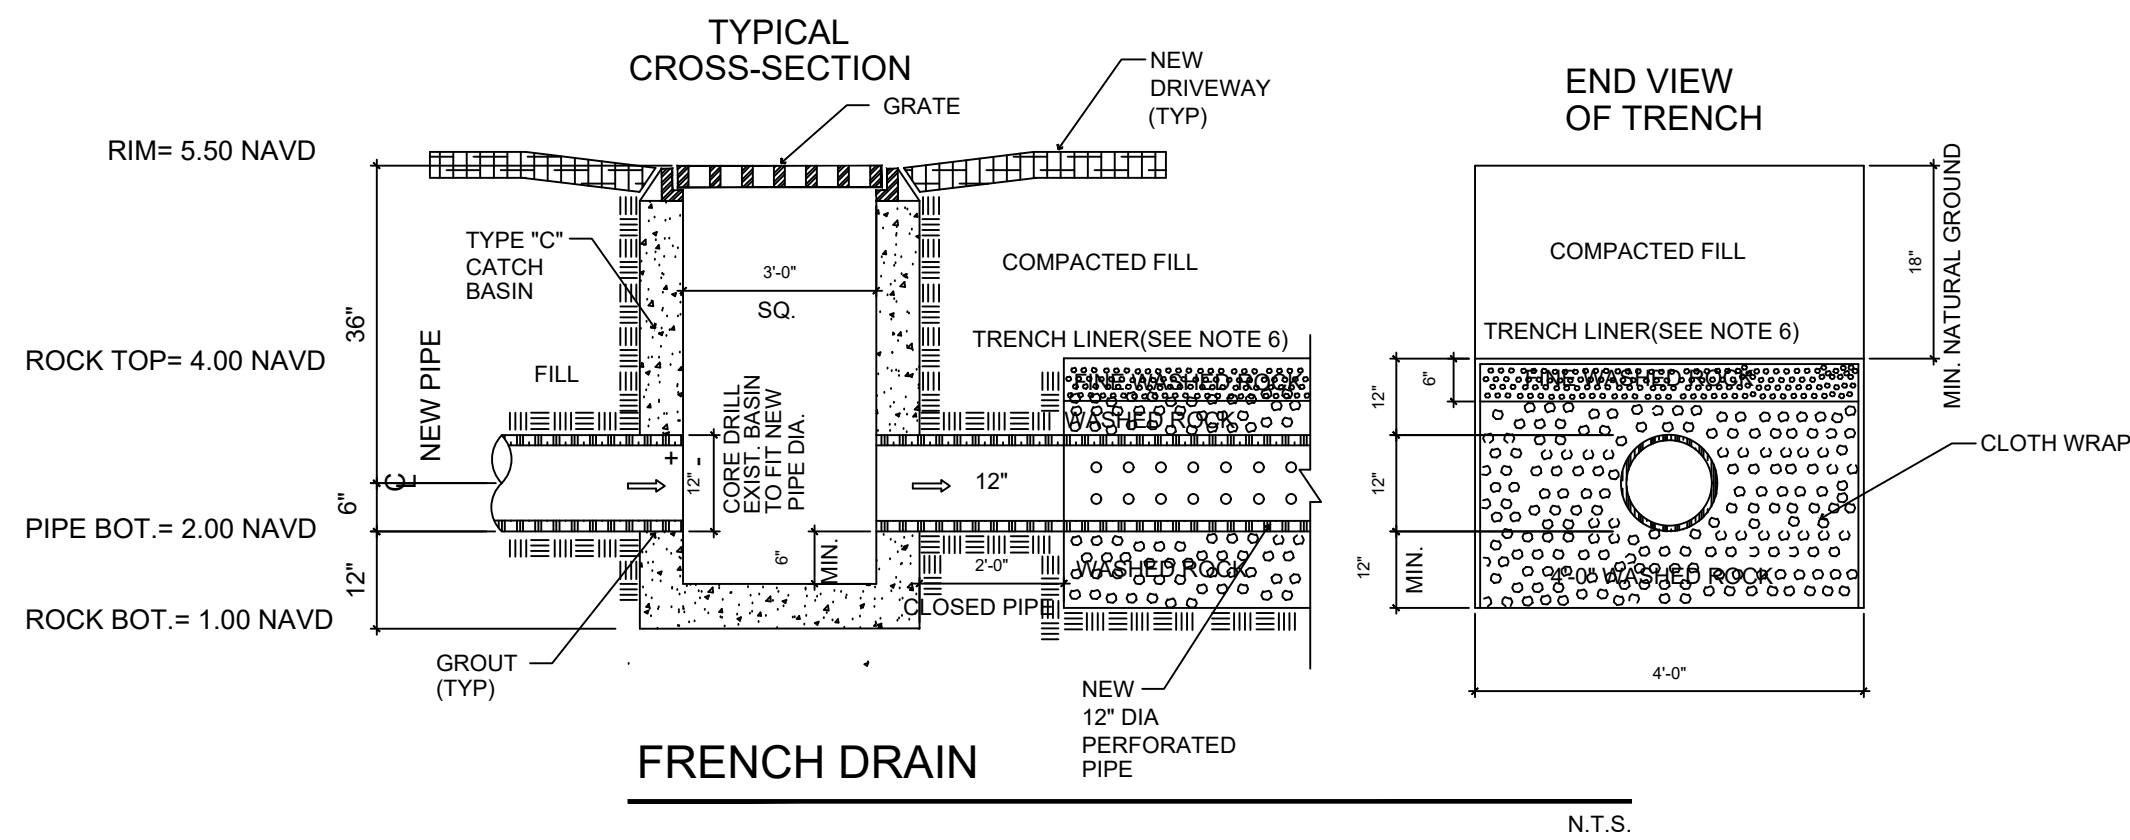 TYPICAL
CROSS-SECTION
RIM= 5.50 NAVD
ROCK TOP= 4.00 NAVD
PIPE BOT.= 2.00 NAVD
ROCK BOT.= 1.00 NAVD
36"
6"
12"
NEW PIPE
CL
GRATE
NEW
DRIVEWAY
(TYP)
TYPE "C"
CATCH
BASIN
FILL
3'-0"
SQ.
CORE DRILL
EXIST. BASIN
TO FIT NEW
PIPE DIA.
+
12"
-
6"
MIN.
GROUT
(TYP)
COMPACTED FILL
TRENCH LINER(SEE NOTE 6)
FINE WASHED ROCK
WASHED ROCK
12"
2'-0"
WASHED ROCK
CLOSED PIPE
NEW
12" DIA
PERFORATED
PIPE
END VIEW
OF TRENCH
COMPACTED FILL
18"
MIN. NATURAL GROUND
TRENCH LINER(SEE NOTE 6)
FINE WASHED ROCK
6"
12"
12"
12"
MIN.
CLOTH WRAP
4'-0" WASHED ROCK
4'-0"
FRENCH DRAIN
N.T.S.